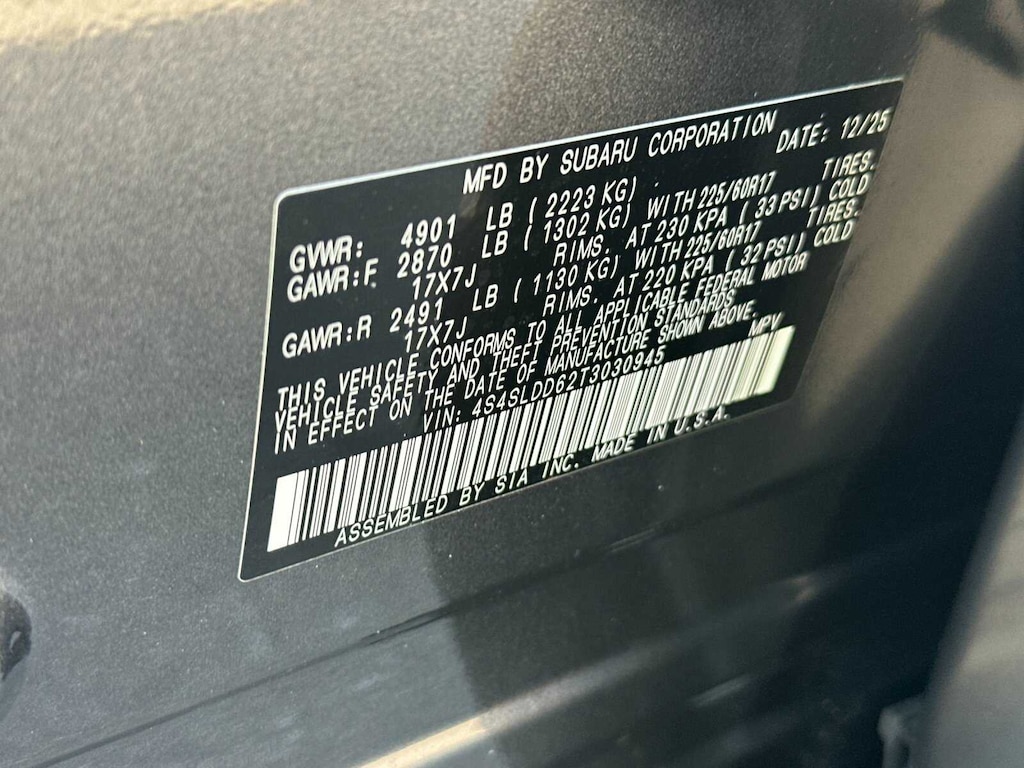 MFD BY SUBARU CORPORATION DATE: 12/25
GVWR: 4901 LB ( 2223 KG)
GAWR:F 2870 LB ( 1302 KG) WITH 225/60R17 TIRES.
17X7J RIMS. AT 230 KPA ( 33 PSI) COLD
GAWR:R 2491 LB ( 1130 KG) WITH 225/60R17 TIRES.
17X7J RIMS. AT 220 KPA ( 32 PSI) COLD
THIS VEHICLE CONFORMS TO ALL APPLICABLE FEDERAL MOTOR
VEHICLE SAFETY AND THEFT PREVENTION STANDARDS
IN EFFECT ON THE DATE OF MANUFACTURE SHOWN ABOVE.
VIN: 4S4SLDD62T3030945 MPV
ASSEMBLED BY SIA INC. MADE IN U.S.A.